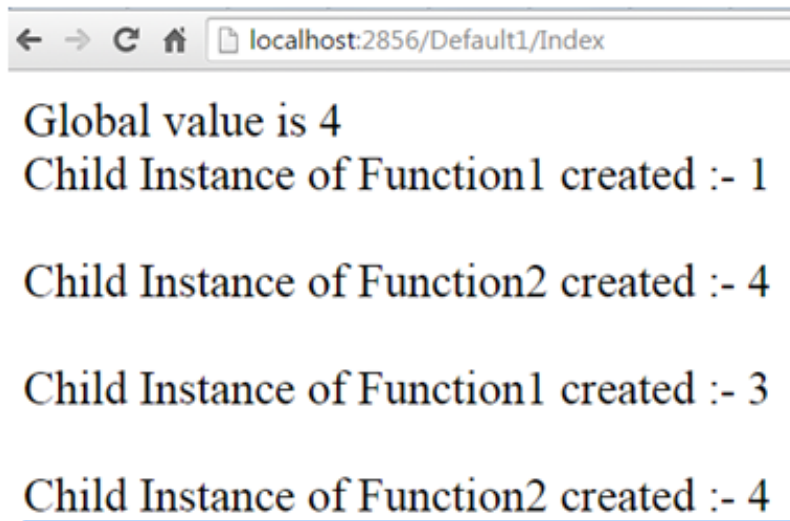 localhost:2856/Default1/Index
Global value is 4
Child Instance of Function1 created :- 1
Child Instance of Function2 created :- 4
Child Instance of Function1 created :- 3
Child Instance of Function2 created :- 4